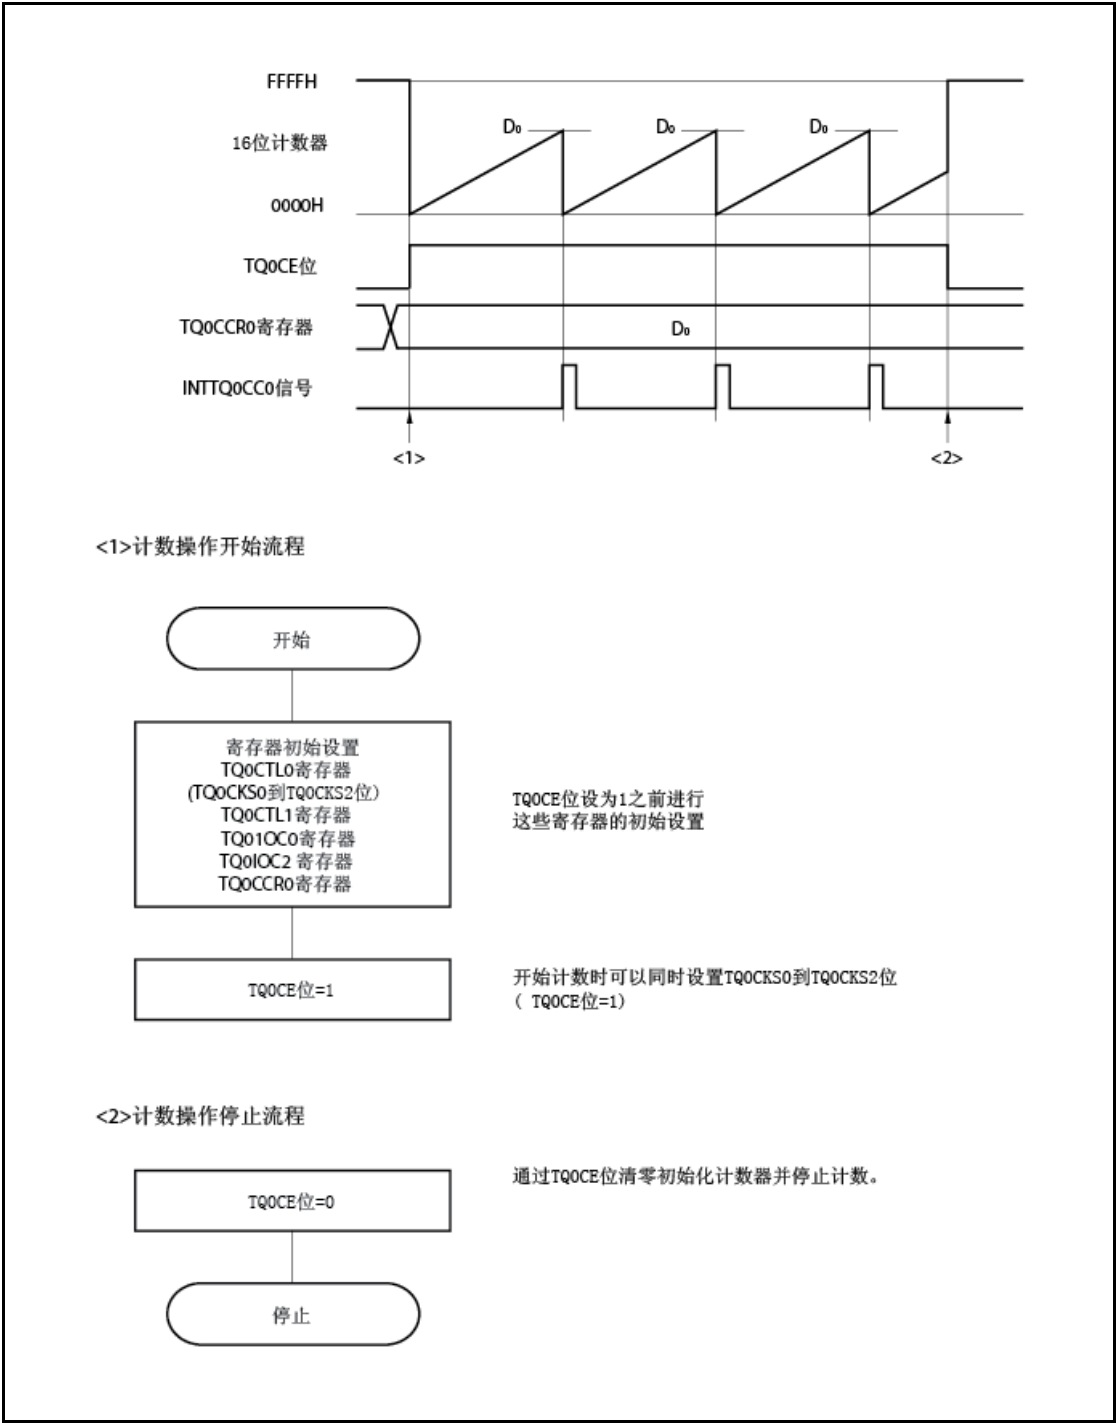 FFFFH
D₀ D₀ D₀
16位计数器
0000H
TQ0CE位
TQ0CCR0寄存器
D₀
INTTQ0CC0信号
<1> <2>
<1>计数操作开始流程
开始
寄存器初始设置
TQ0CTL0寄存器
(TQ0CKS0到TQ0CKS2位)
TQ0CTL1寄存器
TQ01OC0寄存器
TQ0IOC2 寄存器
TQ0CCR0寄存器
TQ0CE位设为1之前进行
这些寄存器的初始设置
TQ0CE位=1
开始计数时可以同时设置TQ0CKS0到TQ0CKS2位
( TQ0CE位=1)
<2>计数操作停止流程
TQ0CE位=0
通过TQ0CE位清零初始化计数器并停止计数。
停止